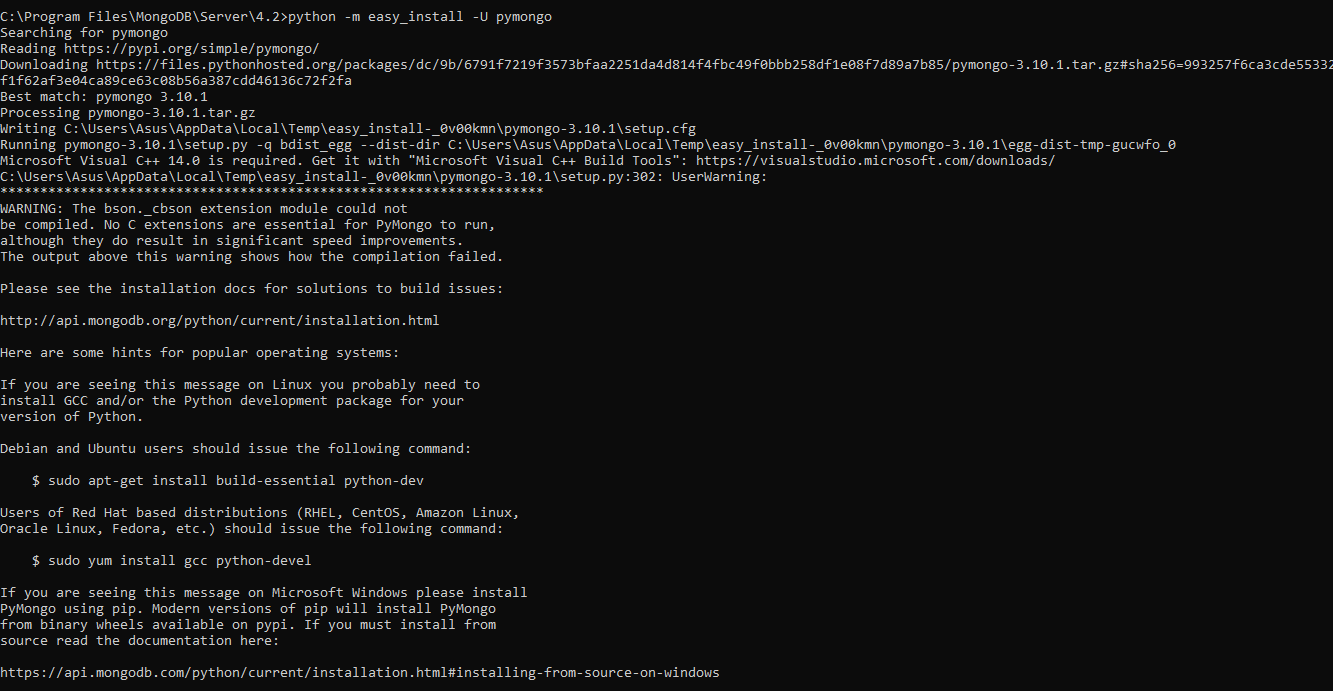 C:\Program Files\MongoDB\Server\4.2>python -m easy_install -U pymongo
Searching for pymongo
Reading https://pypi.org/simple/pymongo/
Downloading https://files.pythonhosted.org/packages/dc/9b/6791f7219f3573bfaa2251da4d814f4fbc49f0bbb258df1e08f7d89a7b85/pymongo-3.10.1.tar.gz#sha256=993257f6ca3cde55332
f1f62af3e04ca89ce63c08b56a387cdd46136c72f2fa
Best match: pymongo 3.10.1
Processing pymongo-3.10.1.tar.gz
Writing C:\Users\Asus\AppData\Local\Temp\easy_install-_0v00kmn\pymongo-3.10.1\setup.cfg
Running pymongo-3.10.1\setup.py -q bdist_egg --dist-dir C:\Users\Asus\AppData\Local\Temp\easy_install-_0v00kmn\pymongo-3.10.1\egg-dist-tmp-gucwfo_0
Microsoft Visual C++ 14.0 is required. Get it with "Microsoft Visual C++ Build Tools": https://visualstudio.microsoft.com/downloads/
C:\Users\Asus\AppData\Local\Temp\easy_install-_0v00kmn\pymongo-3.10.1\setup.py:302: UserWarning:
********************************************************************
WARNING: The bson._cbson extension module could not
be compiled. No C extensions are essential for PyMongo to run,
although they do result in significant speed improvements.
The output above this warning shows how the compilation failed.
Please see the installation docs for solutions to build issues:
http://api.mongodb.org/python/current/installation.html
Here are some hints for popular operating systems:
If you are seeing this message on Linux you probably need to
install GCC and/or the Python development package for your
version of Python.
Debian and Ubuntu users should issue the following command:
$ sudo apt-get install build-essential python-dev
Users of Red Hat based distributions (RHEL, CentOS, Amazon Linux,
Oracle Linux, Fedora, etc.) should issue the following command:
$ sudo yum install gcc python-devel
If you are seeing this message on Microsoft Windows please install
PyMongo using pip. Modern versions of pip will install PyMongo
from binary wheels available on pypi. If you must install from
source read the documentation here:
https://api.mongodb.com/python/current/installation.html#installing-from-source-on-windows